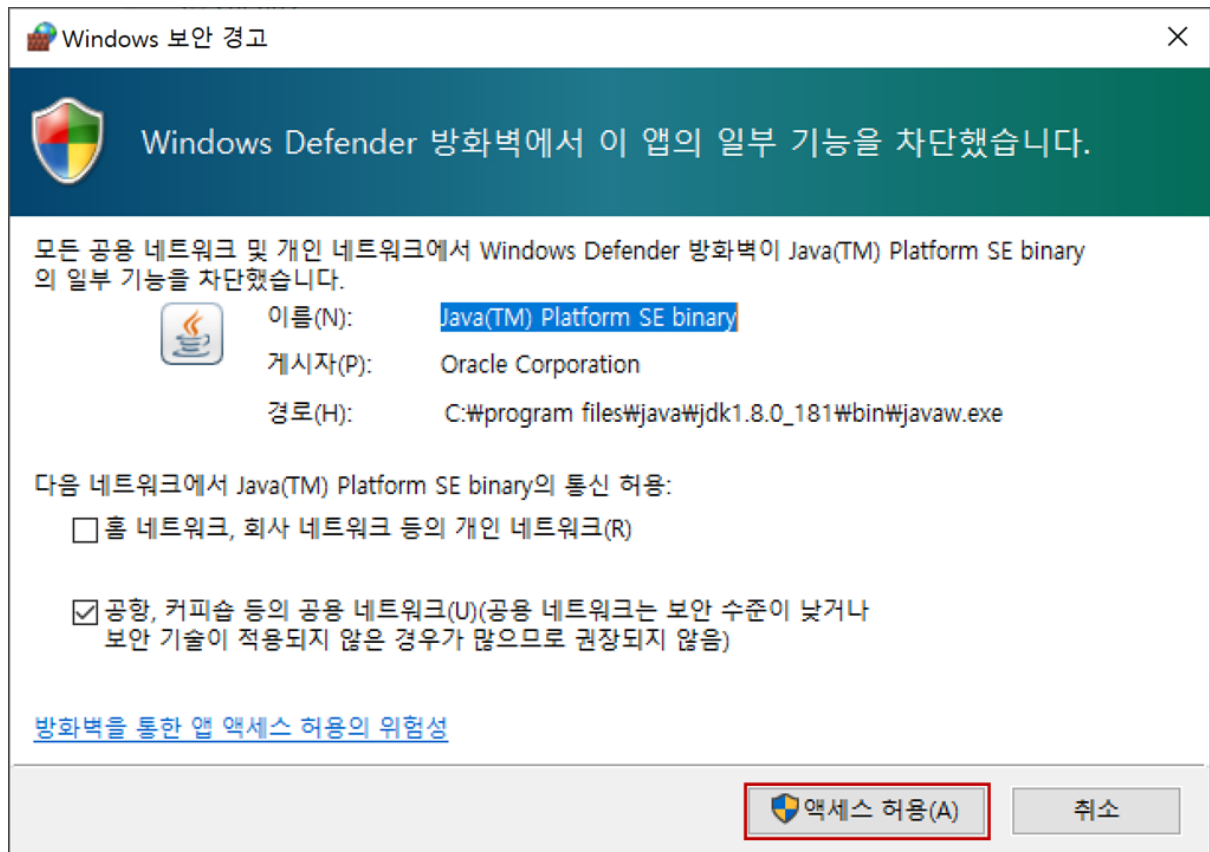 Windows 보안 경고
Windows Defender 방화벽에서 이 앱의 일부 기능을 차단했습니다.
모든 공용 네트워크 및 개인 네트워크에서 Windows Defender 방화벽이 Java(TM) Platform SE binary
의 일부 기능을 차단했습니다.
이름(N): Java(TM) Platform SE binary
게시자(P): Oracle Corporation
경로(H): C:₩program files₩java₩jdk1.8.0_181₩bin₩javaw.exe
다음 네트워크에서 Java(TM) Platform SE binary의 통신 허용:
홈 네트워크, 회사 네트워크 등의 개인 네트워크(R)
공항, 커피숍 등의 공용 네트워크(U)(공용 네트워크는 보안 수준이 낮거나
보안 기술이 적용되지 않은 경우가 많으므로 권장되지 않음)
방화벽을 통한 앱 액세스 허용의 위험성
액세스 허용(A) 취소